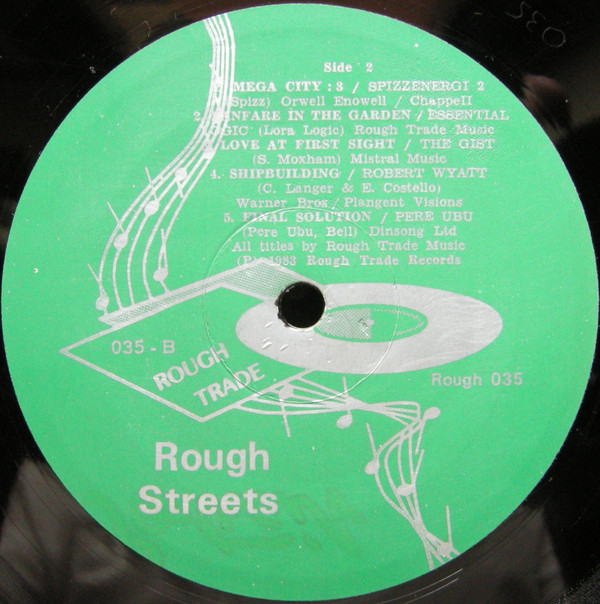 035
Side 2
MEGA CITY : 3 / SPIZZENERGI 2
(Spizz) Orwell Enowell / Chappell
2. FANFARE IN THE GARDEN / ESSENTIAL
LOGIC (Lora Logic) Rough Trade Music
LOVE AT FIRST SIGHT / THE GIST
(S. Moxham) Mistral Music
4. SHIPBUILDING / ROBERT WYATT
(C. Langer & E. Costello)
Warner Bros / Plangent Visions
5. FINAL SOLUTION / PERE UBU
(Pere Ubu, Bell) Dinsong Ltd
All titles by Rough Trade Music
(P) 1983 Rough Trade Records
035 - B
ROUGH
TRADE
Rough 035
Rough
Streets